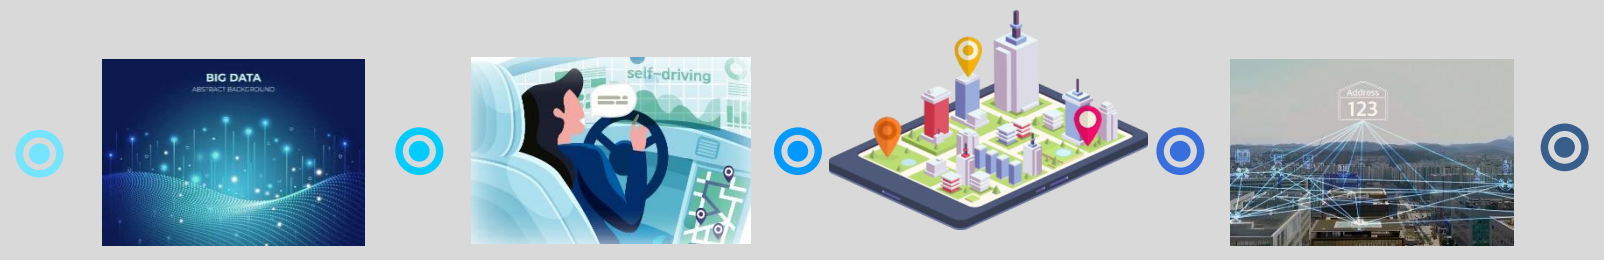 BIG DATA
ABSTRACT BACKGROUND
self-driving
Address
123